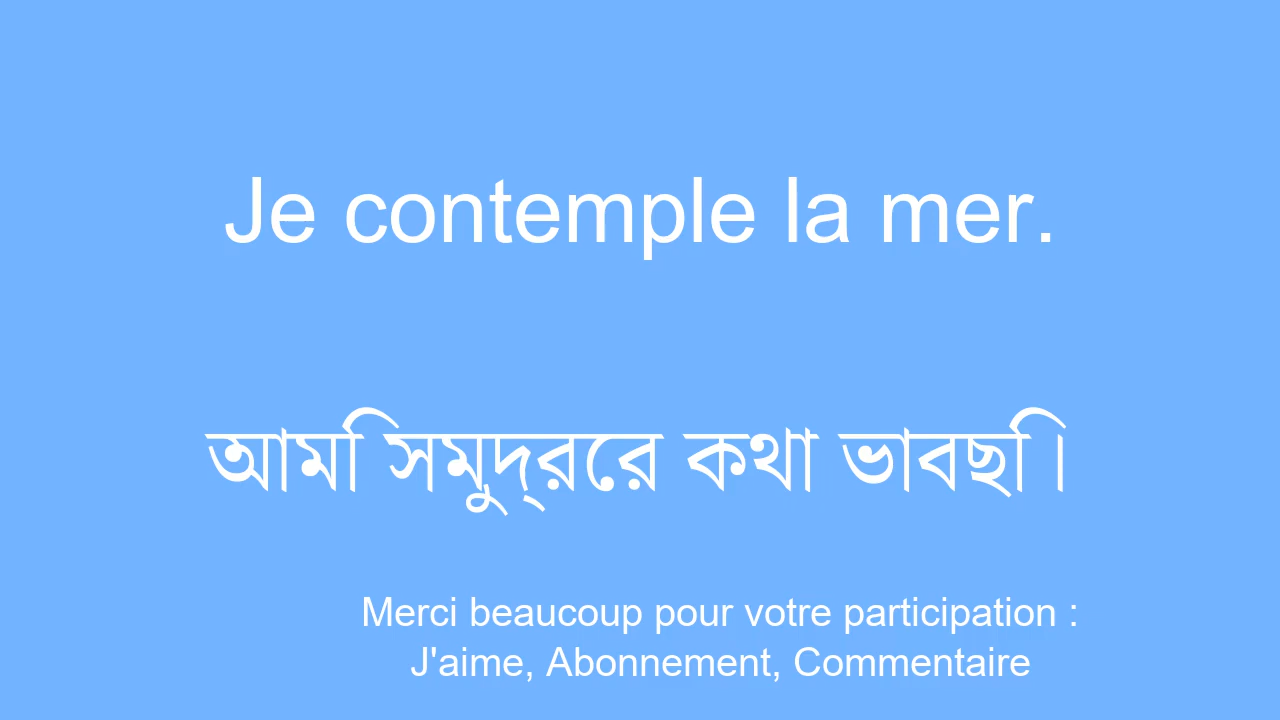 Je contemple la mer.
আমি সমুদ্রের কথা ভাবছি।
Merci beaucoup pour votre participation :
J'aime, Abonnement, Commentaire